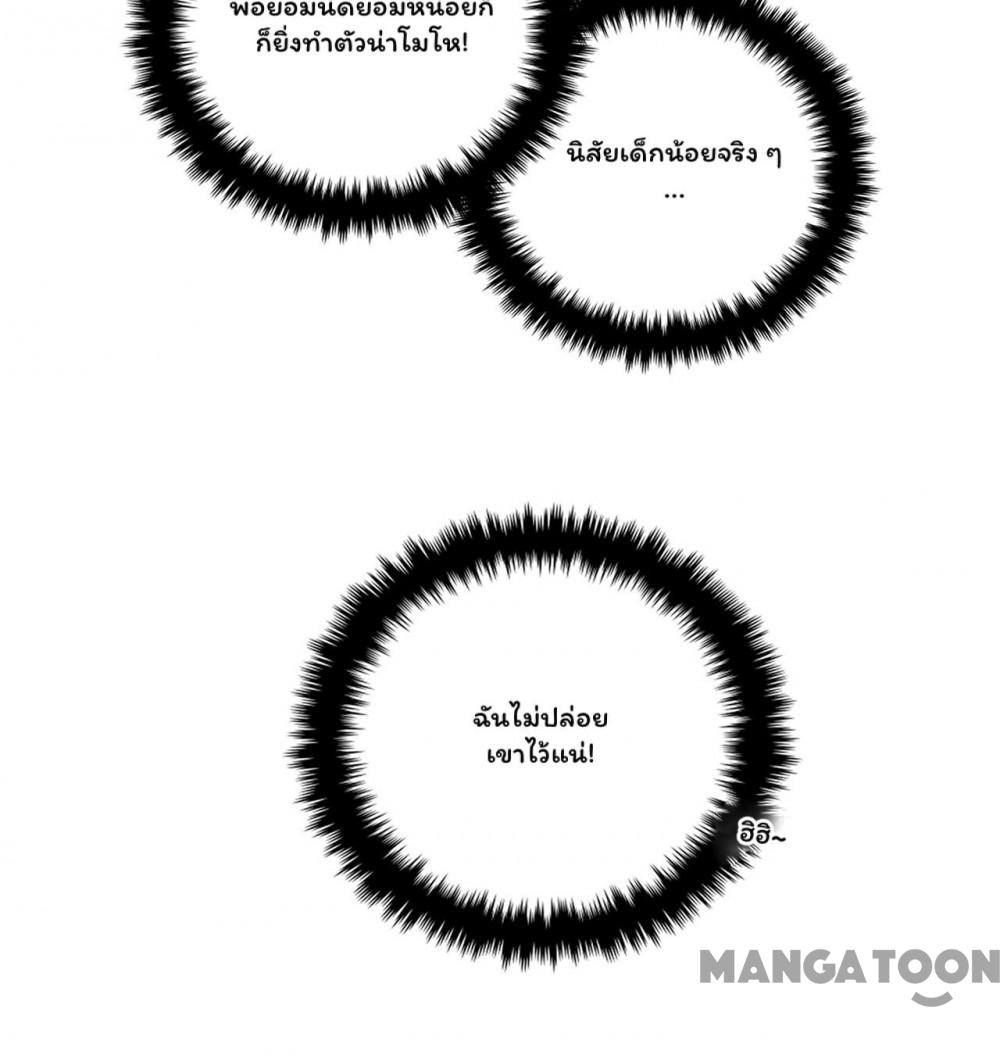 พอยอมนิดยอมหน่อยก็
ก็ยิ่งทำตัวน่าโมโห!
นิสัยเด็กน้อยจริง ๆ
...
ฉันไม่ปล่อย
เขาไว้แน่!
ฮิฮิ~
MANGATOON